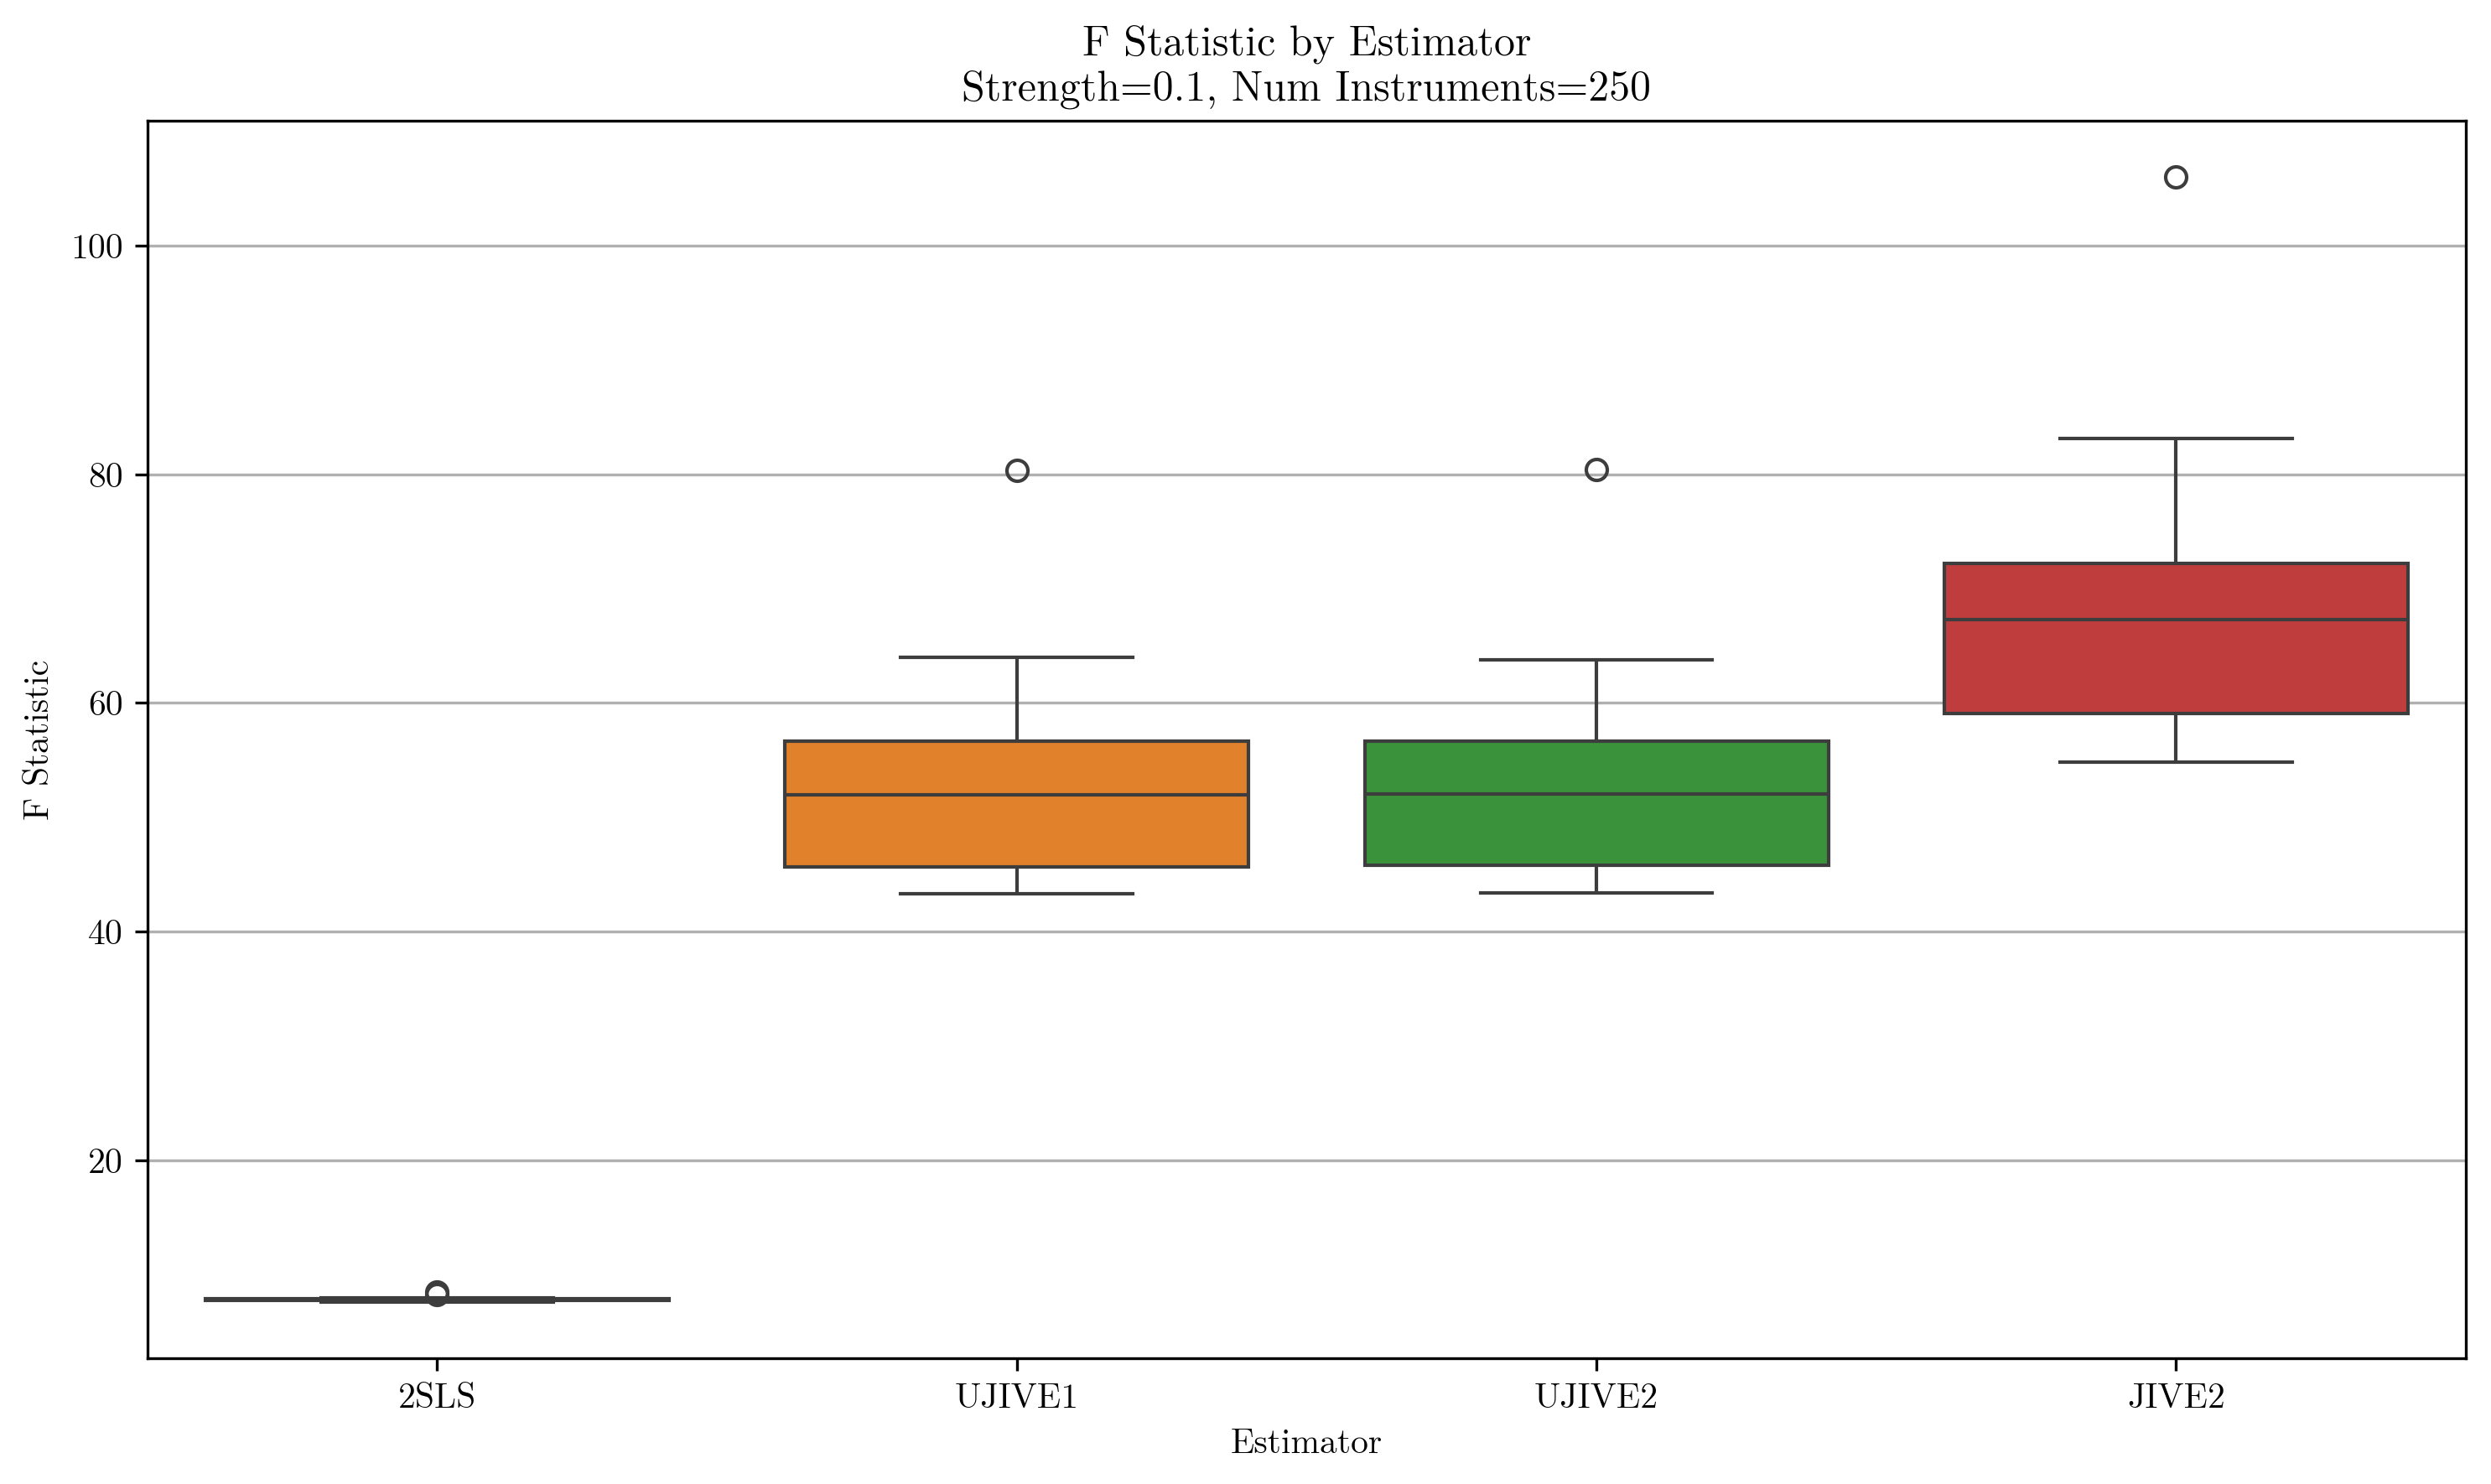 F Statistic by Estimator
Strength=0.1, Num Instruments=250
100
80
60
40
20
F Statistic
2SLS
UJIVE1
UJIVE2
JIVE2
Estimator